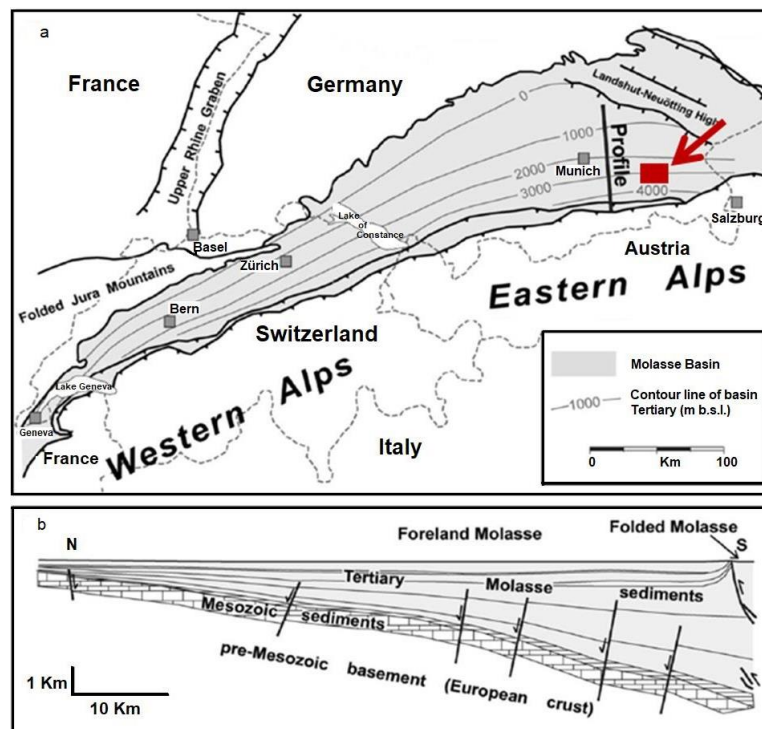 a
France
Germany
Upper Rhine Graben
Landshut-Neuötting High
0
1000
2000
3000
4000
Profile
Munich
Salzburg
Basel
Lake
of
Constance
Austria
Folded Jura Mountains
Zürich
Bern
Eastern Alps
Switzerland
Lake Geneva
Geneva
Western Alps
Italy
France
Molasse Basin
1000
Contour line of basin
Tertiary (m b.s.l.)
0
Km
100
b
N
Foreland Molasse
Folded Molasse
S
Tertiary Molasse sediments
Mesozoic sediments
pre-Mesozoic basement (European crust)
1 Km
10 Km